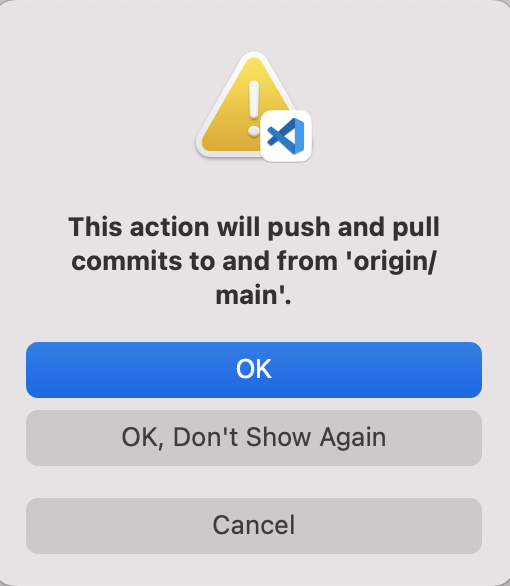 This action will push and pull
commits to and from 'origin/
main'.
OK
OK, Don't Show Again
Cancel